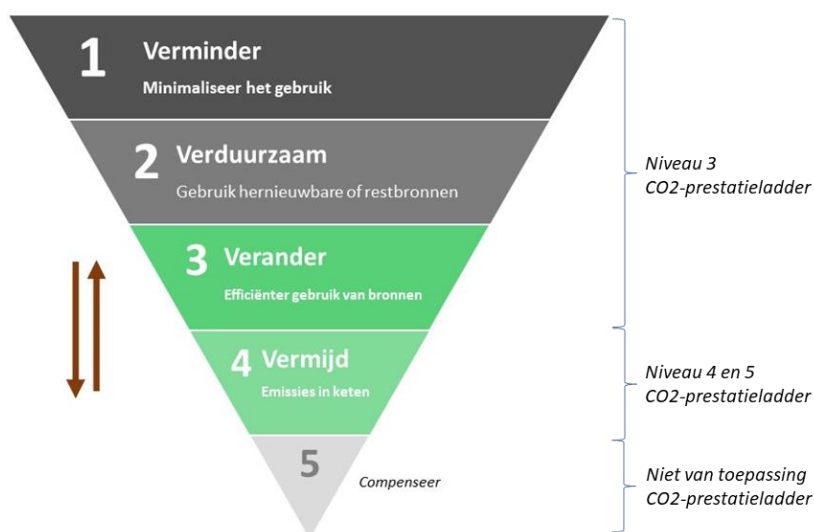 1
Verminder
Minimaliseer het gebruik
2
Verduurzaam
Gebruik hernieuwbare of restbronnen
Niveau 3
CO2-prestatieladder
3
Verander
Efficiënter gebruik van bronnen
4
Vermijd
Emissies in keten
Niveau 4 en 5
CO2-prestatieladder
5
Compenseer
Niet van toepassing
CO2-prestatieladder